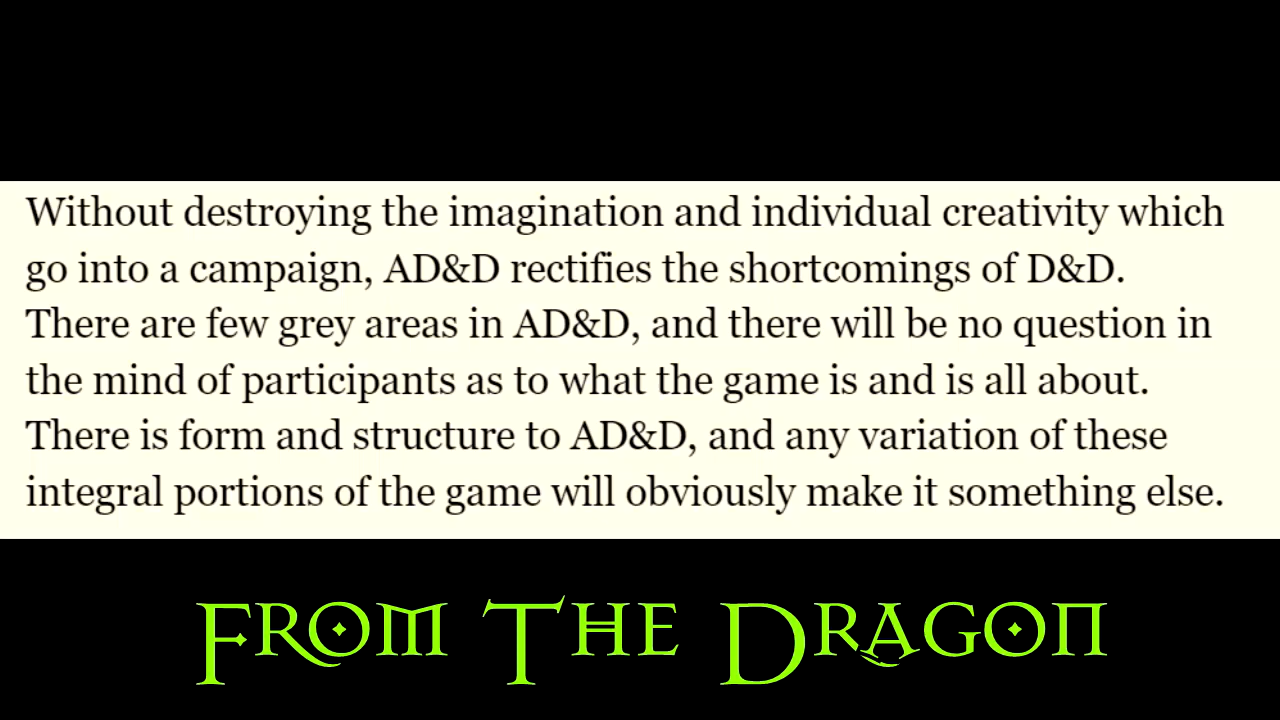 Without destroying the imagination and individual creativity which
go into a campaign, AD&D rectifies the shortcomings of D&D.
There are few grey areas in AD&D, and there will be no question in
the mind of participants as to what the game is and is all about.
There is form and structure to AD&D, and any variation of these
integral portions of the game will obviously make it something else.
From The Dragon